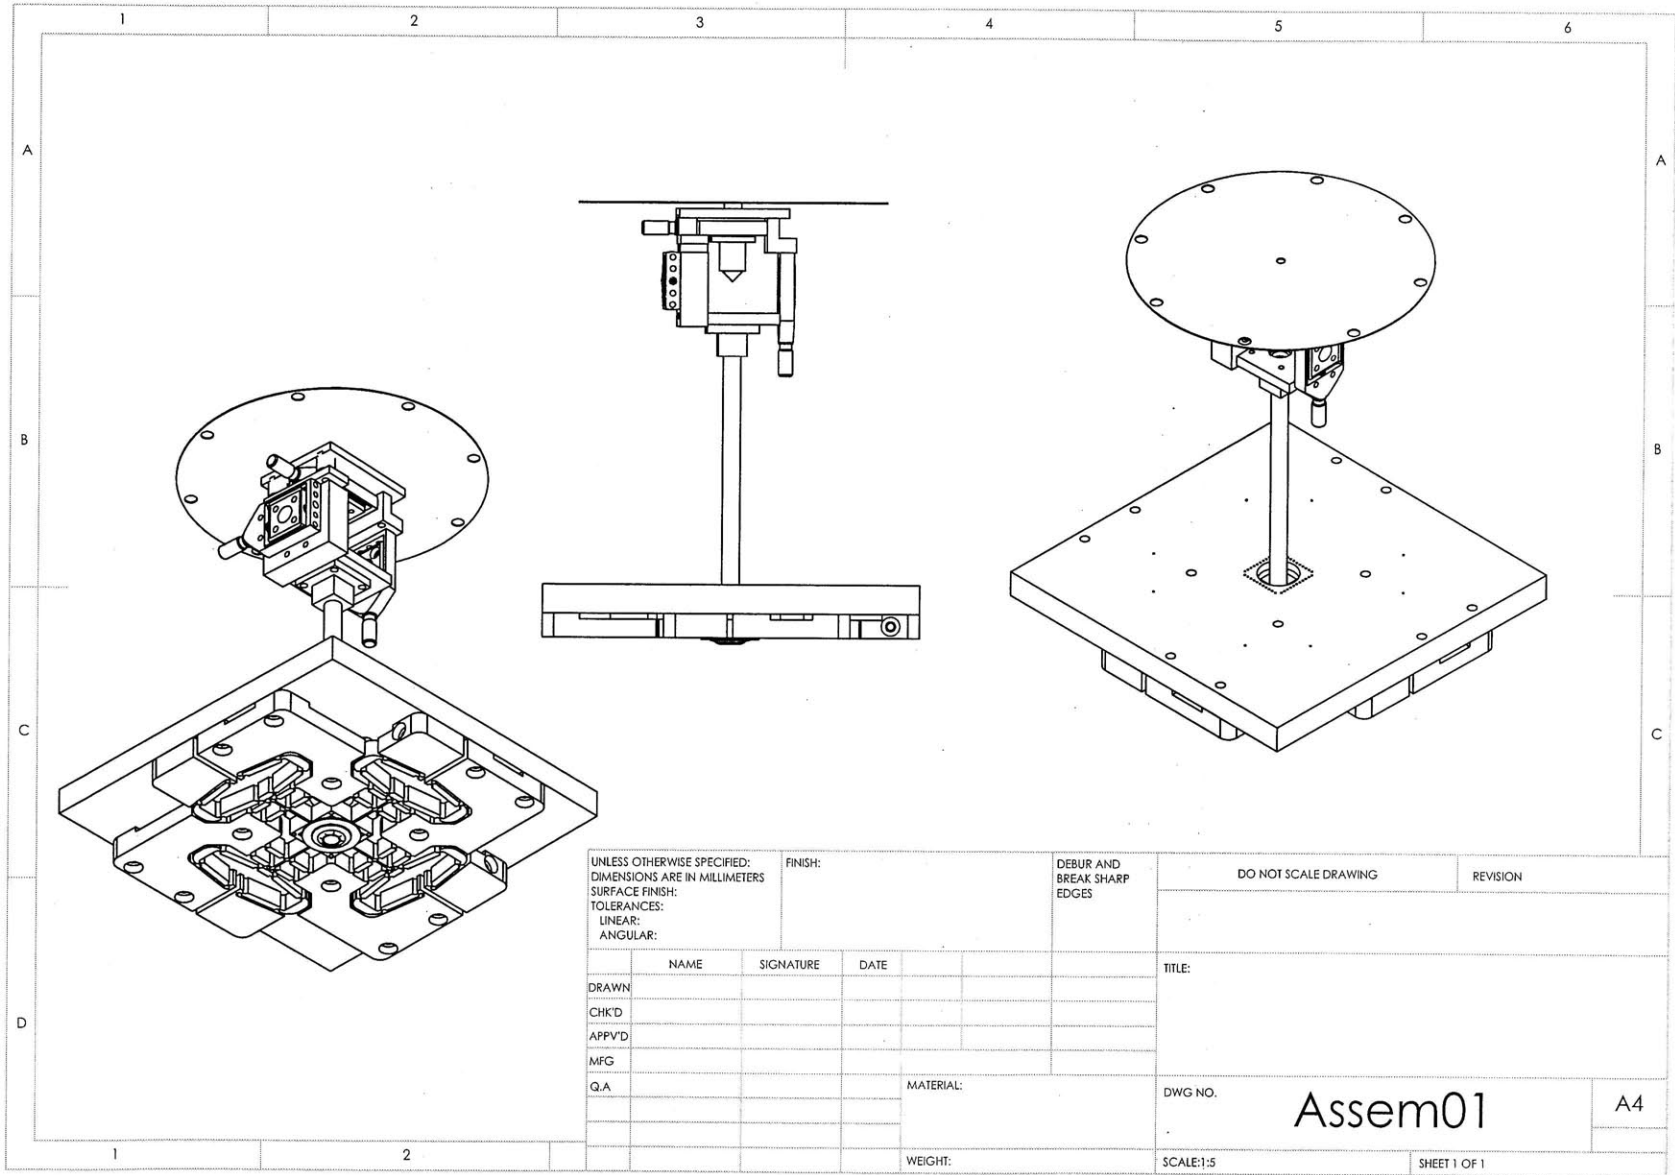 1 2 3 4 5 6
A A
B B
C C
D
UNLESS OTHERWISE SPECIFIED:
DIMENSIONS ARE IN MILLIMETERS
SURFACE FINISH:
TOLERANCES:
LINEAR:
ANGULAR:
FINISH:
DEBUR AND
BREAK SHARP
EDGES
DO NOT SCALE DRAWING
REVISION
NAME SIGNATURE DATE
DRAWN
CHK'D
APPV'D
MFG
Q.A
MATERIAL:
WEIGHT:
TITLE:
DWG NO.
Assem01
A4
SCALE:1:5
SHEET 1 OF 1
1 2